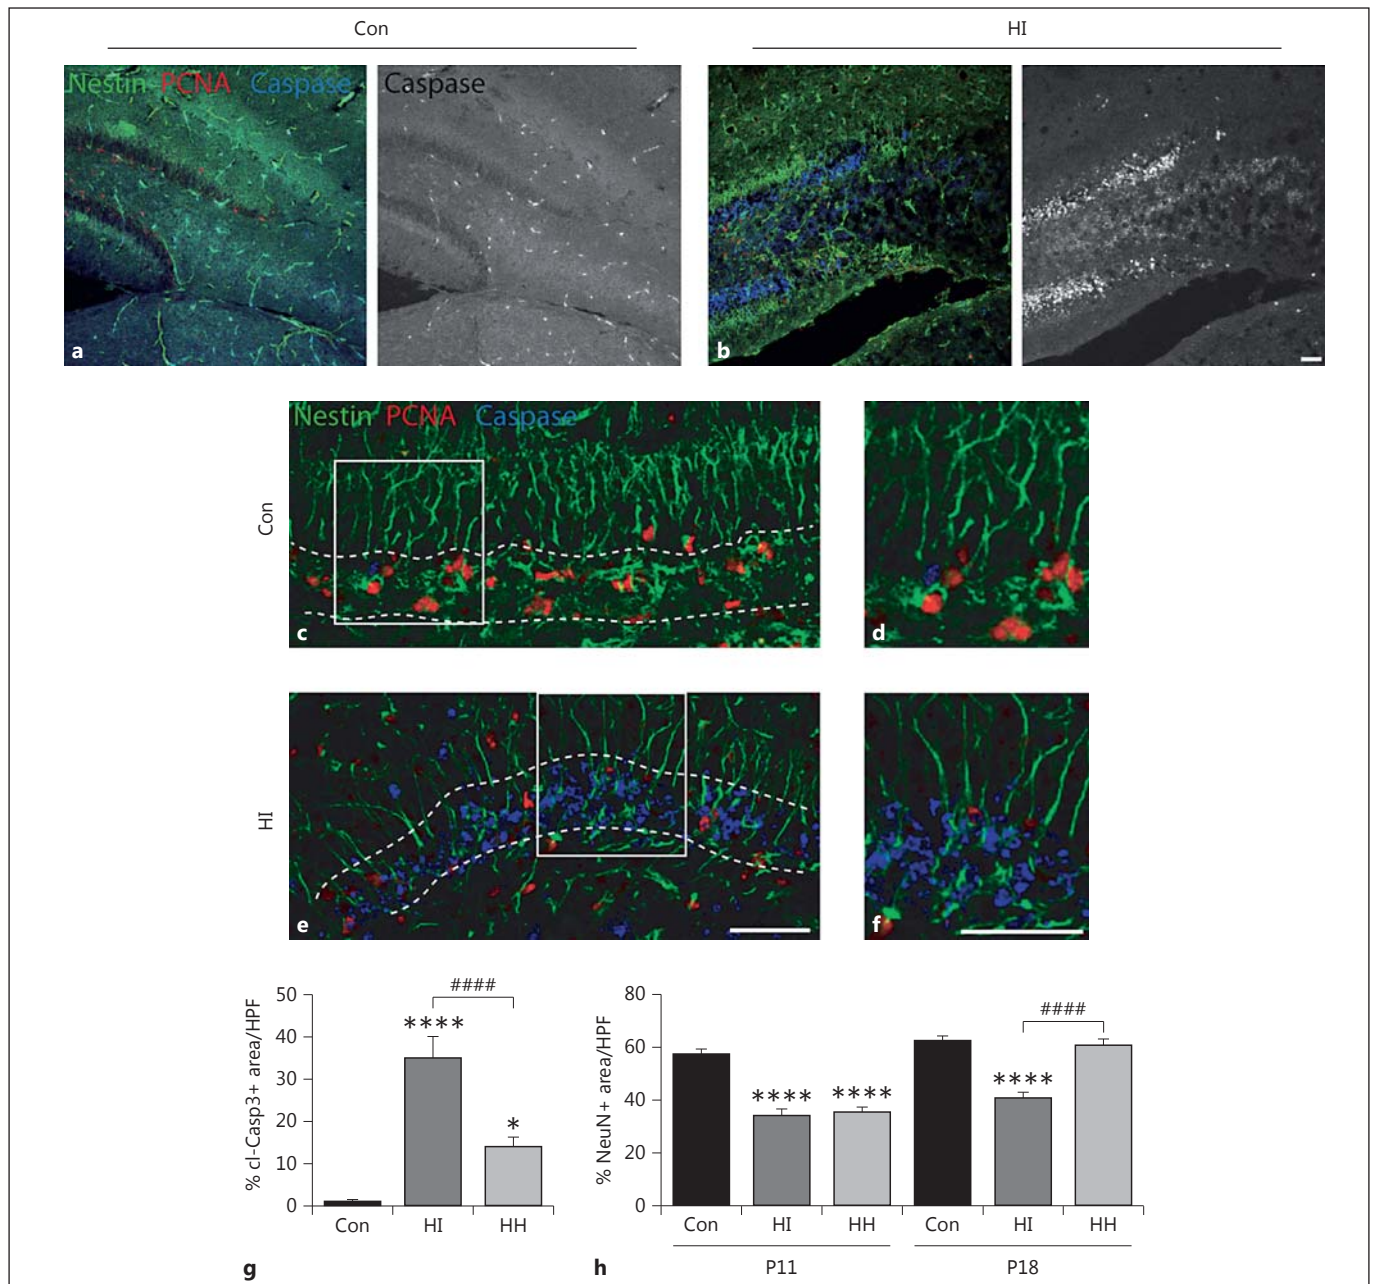 Con HI
Nestin PCNA Caspase Caspase
a b
Nestin PCNA Caspase
Con
c d
HI
e f
% cl-Casp3+ area/HPF
50
40
30
20
10
0
####
****
*
Con HI HH
g
% NeuN+ area/HPF
80
60
40
20
0
####
**** **** ****
Con HI HH Con HI HH
P11 P18
h